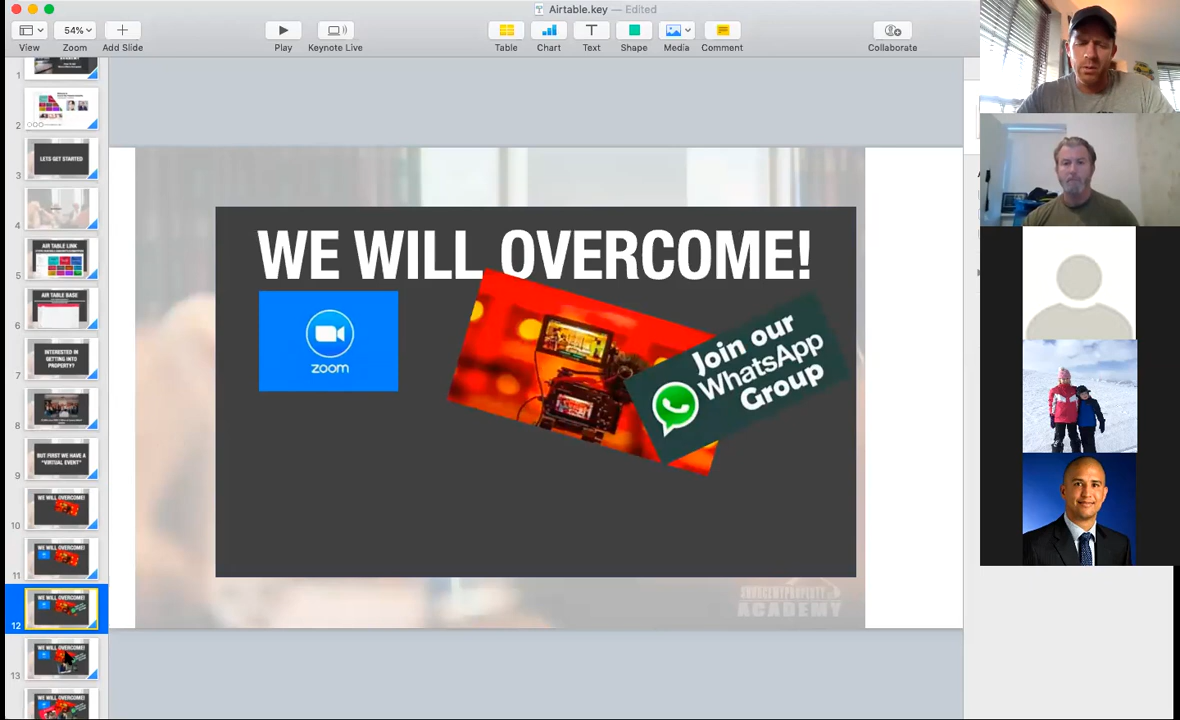 Airtable.key — Edited
54%
View
Zoom
Add Slide
Play
Keynote Live
Table
Chart
Text
Shape
Media
Comment
Collaborate
1
2
3
LETS GET STARTED
4
5
AIR TABLE LINK
6
AIR TABLE BASE
7
INTERESTED IN
GETTING INTO
PROPERTY?
8
9
BUT FIRST WE HAVE A
"VIRTUAL EVENT"
10
WE WILL OVERCOME!
11
WE WILL OVERCOME!
12
WE WILL OVERCOME!
13
WE WILL OVERCOME!
WE WILL OVERCOME!
WE WILL OVERCOME!
zoom
Join our
WhatsApp
Group
ACADEMY